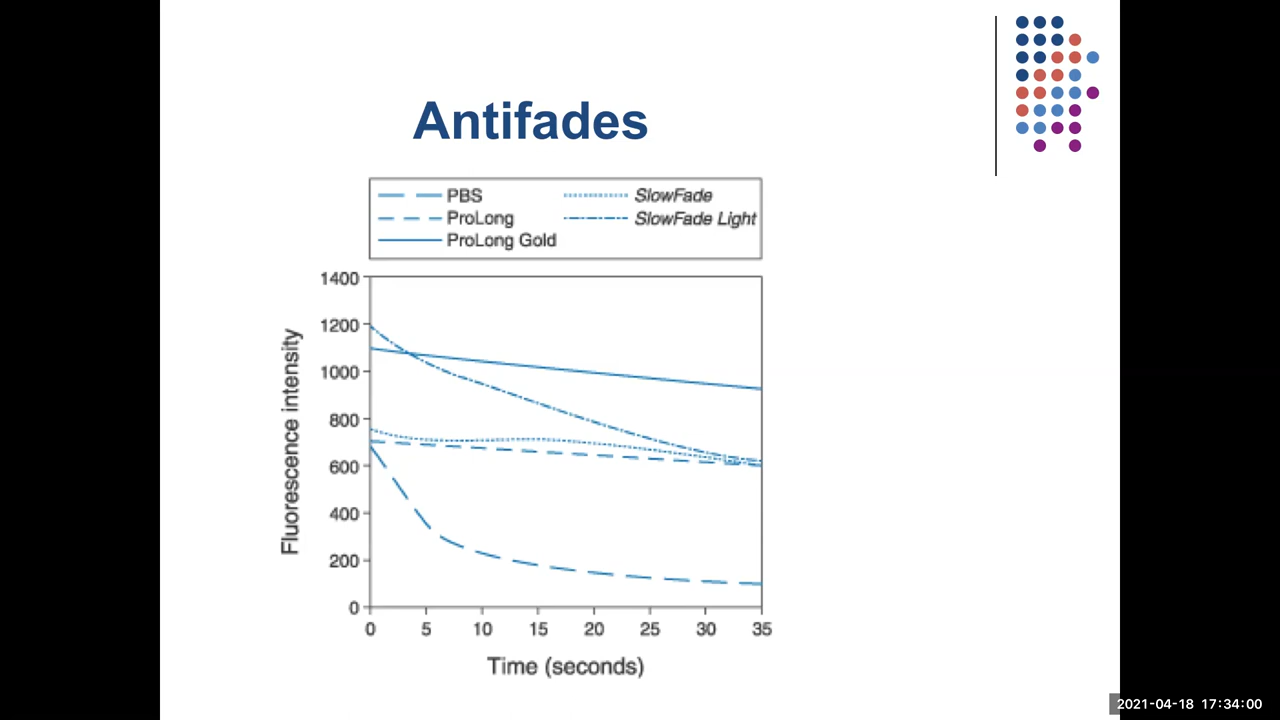 Antifades
PBS
SlowFade
ProLong
SlowFade Light
ProLong Gold
1400
1200
1000
800
600
400
200
0
Fluorescence intensity
0 5 10 15 20 25 30 35
Time (seconds)
2021-04-18 17:34:00